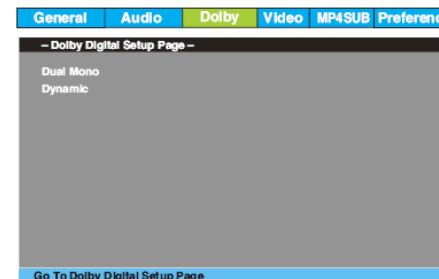 General Audio Dolby Video MP4SUB Preferenc
– Dolby Digital Setup Page –
Dual Mono
Dynamic
Go To Dolby Digital Setup Page